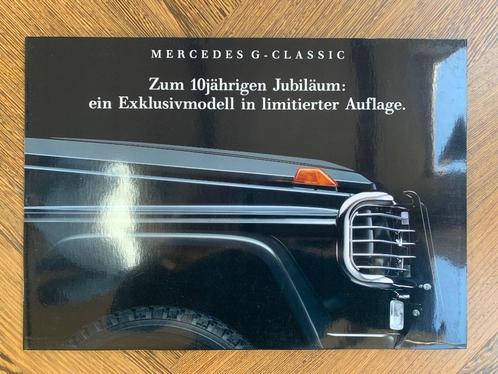 MERCEDES G-CLASSIC
Zum 10jährigen Jubiläum:
ein Exklusivmodell in limitierter Auflage.